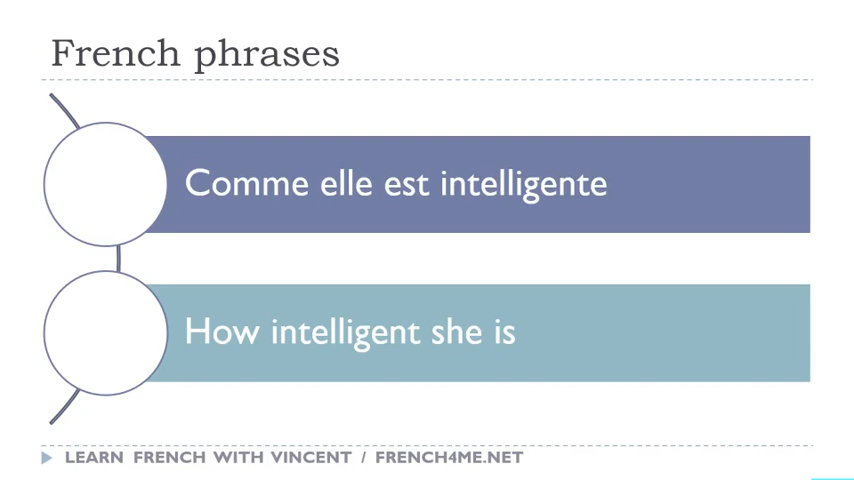 French phrases
Comme elle est intelligente
How intelligent she is
LEARN FRENCH WITH VINCENT / FRENCH4ME.NET